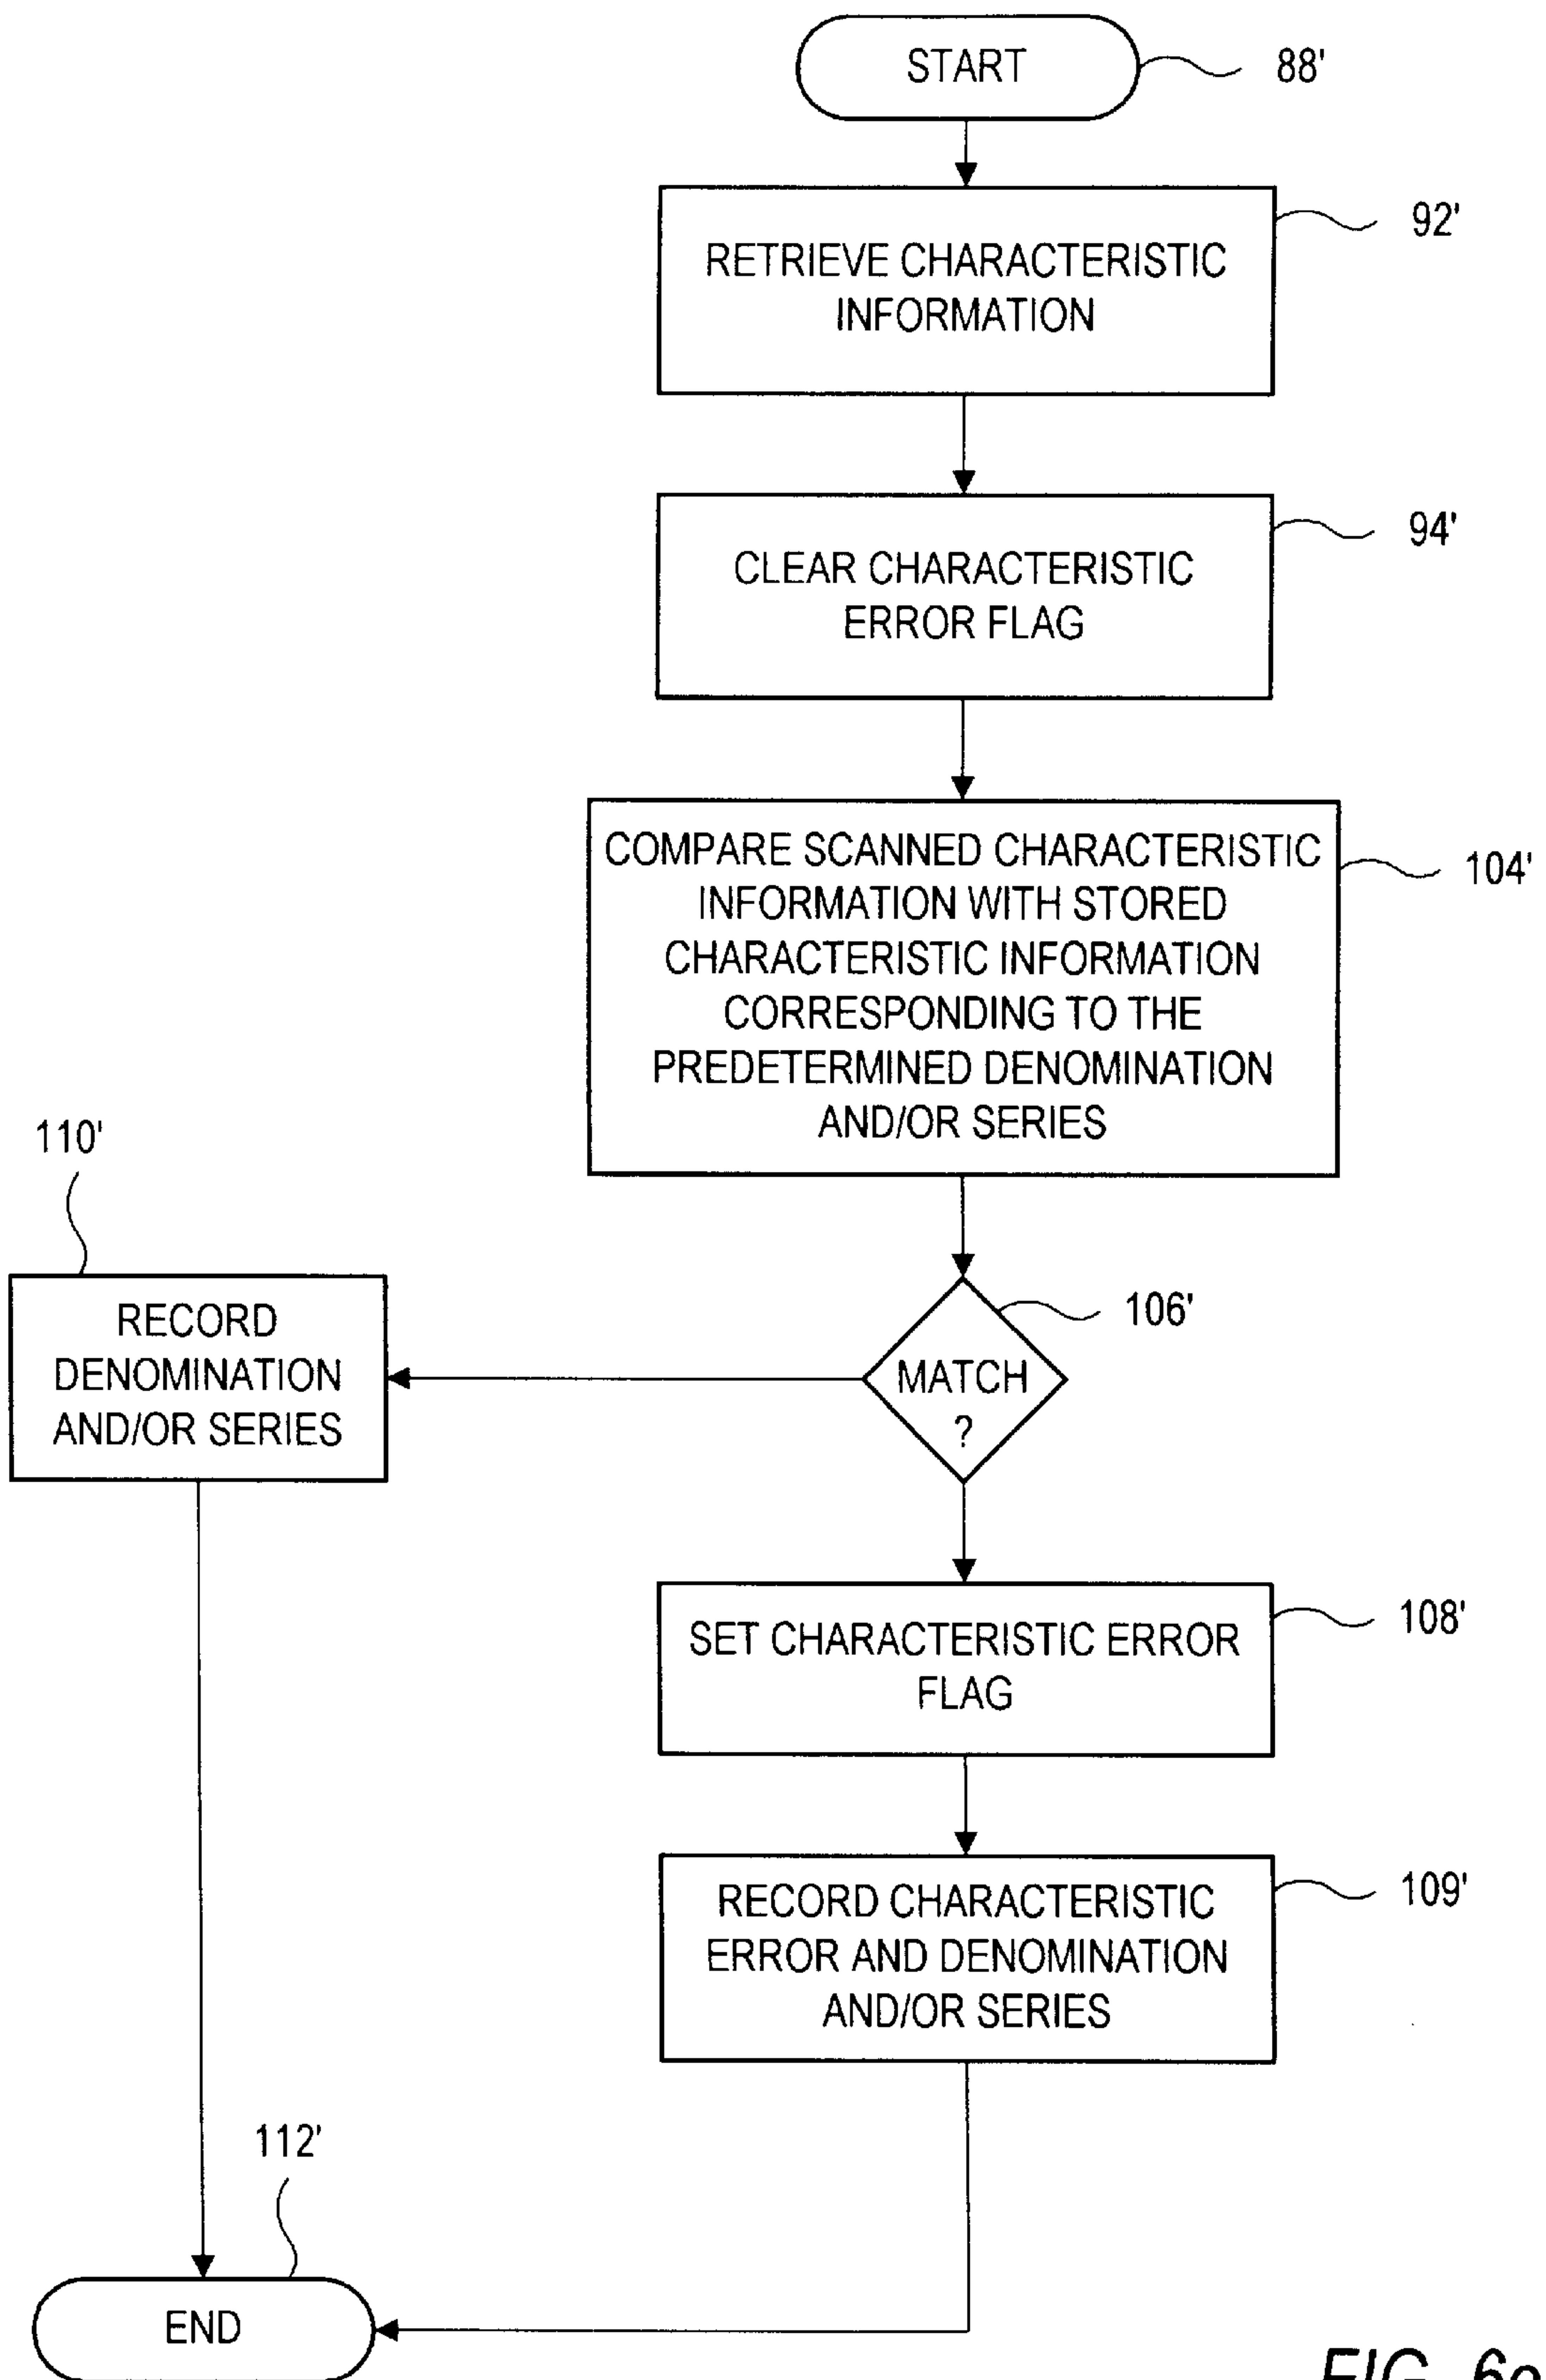 START
88'
92'
RETRIEVE CHARACTERISTIC
INFORMATION
94'
CLEAR CHARACTERISTIC
ERROR FLAG
COMPARE SCANNED CHARACTERISTIC
INFORMATION WITH STORED
CHARACTERISTIC INFORMATION
CORRESPONDING TO THE
PREDETERMINED DENOMINATION
AND/OR SERIES
104'
110'
106'
MATCH
?
RECORD
DENOMINATION
AND/OR SERIES
108'
SET CHARACTERISTIC ERROR
FLAG
109'
RECORD CHARACTERISTIC
ERROR AND DENOMINATION
AND/OR SERIES
112'
END
FIG.